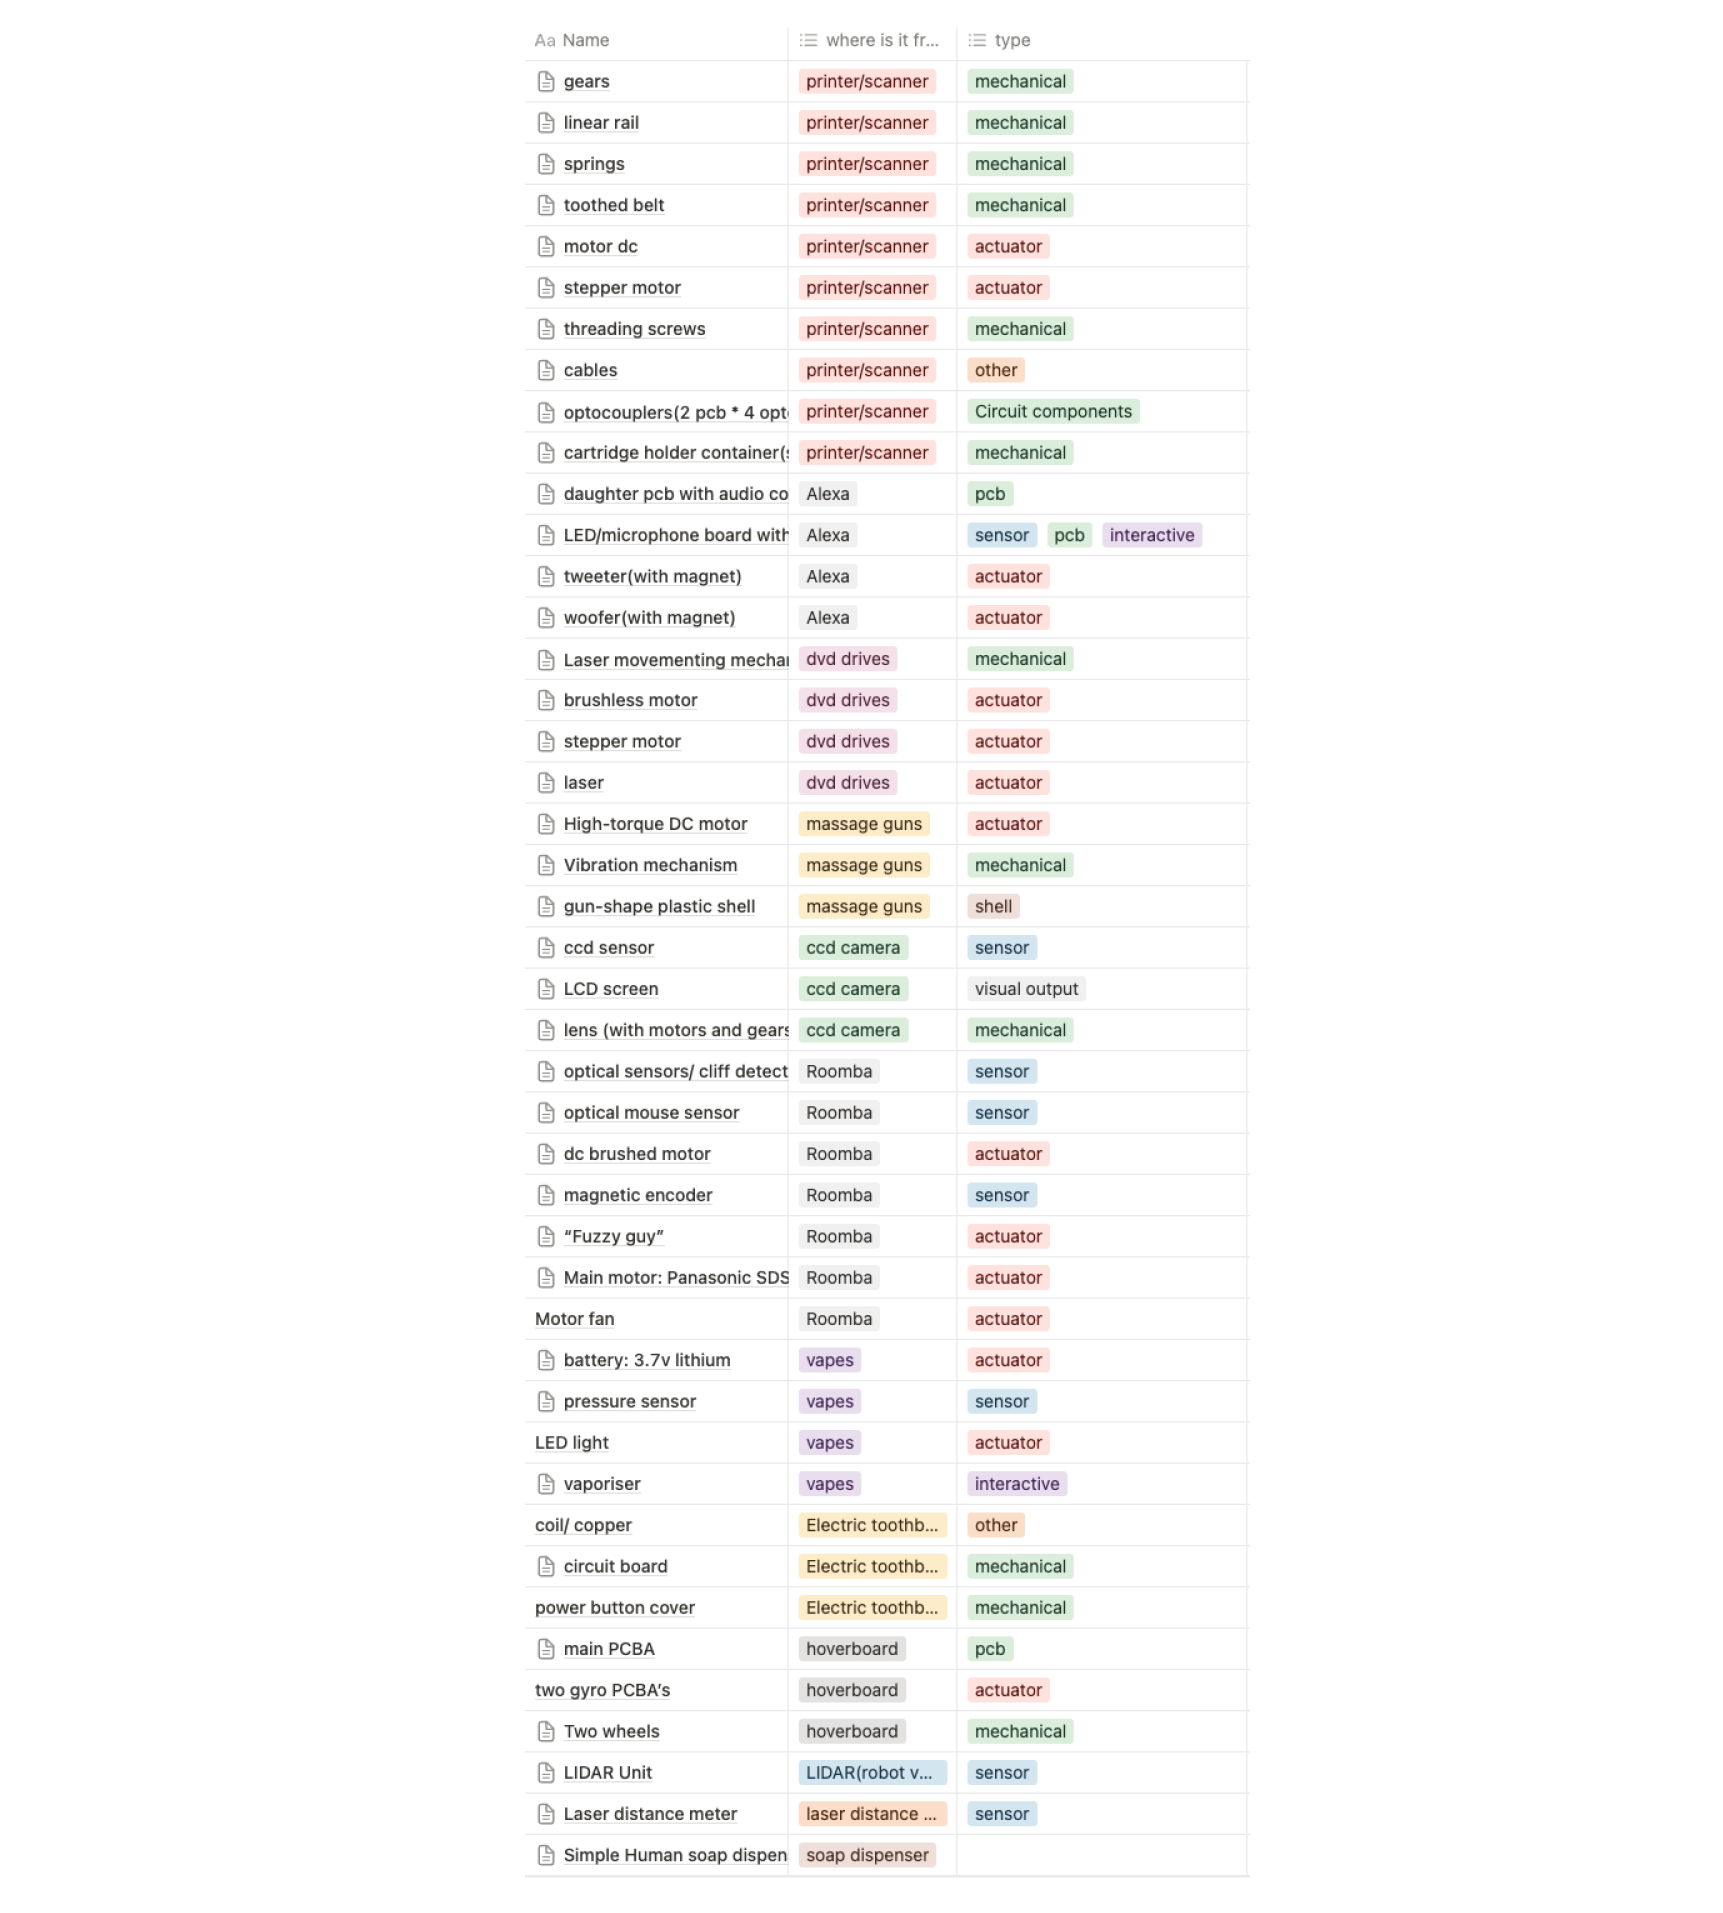 Aa Name where is it fr... type
gears printer/scanner mechanical
linear rail printer/scanner mechanical
springs printer/scanner mechanical
toothed belt printer/scanner mechanical
motor dc printer/scanner actuator
stepper motor printer/scanner actuator
threading screws printer/scanner mechanical
cables printer/scanner other
optocouplers(2 pcb * 4 opt printer/scanner Circuit components
cartridge holder container( printer/scanner mechanical
daughter pcb with audio co Alexa pcb
LED/microphone board with Alexa sensor pcb interactive
tweeter(with magnet) Alexa actuator
woofer(with magnet) Alexa actuator
Laser movementing mecha dvd drives mechanical
brushless motor dvd drives actuator
stepper motor dvd drives actuator
laser dvd drives actuator
High-torque DC motor massage guns actuator
Vibration mechanism massage guns mechanical
gun-shape plastic shell massage guns shell
ccd sensor ccd camera sensor
LCD screen ccd camera visual output
lens (with motors and gears ccd camera mechanical
optical sensors/ cliff detect Roomba sensor
optical mouse sensor Roomba sensor
dc brushed motor Roomba actuator
magnetic encoder Roomba sensor
“Fuzzy guy” Roomba actuator
Main motor: Panasonic SDS Roomba actuator
Motor fan Roomba actuator
battery: 3.7v lithium vapes actuator
pressure sensor vapes sensor
LED light vapes actuator
vaporiser vapes interactive
coil/ copper Electric toothb... other
circuit board Electric toothb... mechanical
power button cover Electric toothb... mechanical
main PCBA hoverboard pcb
two gyro PCBA’s hoverboard actuator
Two wheels hoverboard mechanical
LIDAR Unit LIDAR(robot v... sensor
Laser distance meter laser distance ... sensor
Simple Human soap dispen soap dispenser